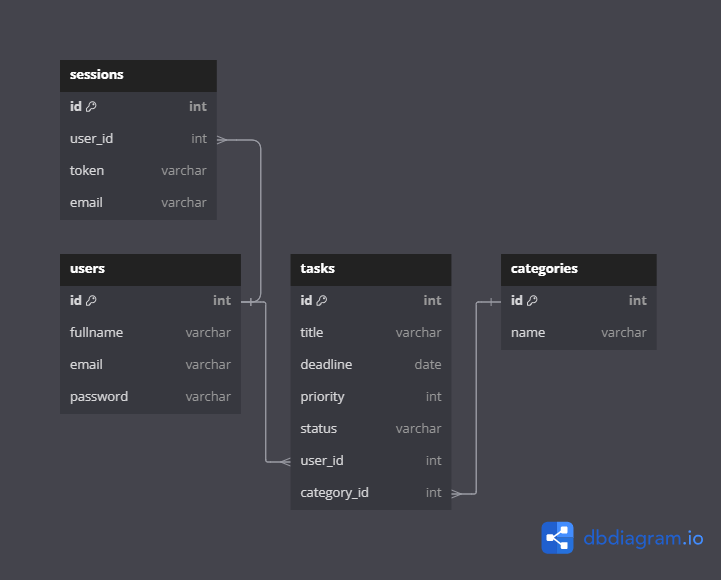 sessions
id int
user_id int
token varchar
email varchar
users
id int
fullname varchar
email varchar
password varchar
tasks
id int
title varchar
deadline date
priority int
status varchar
user_id int
category_id int
categories
id int
name varchar
dbdiagram.io